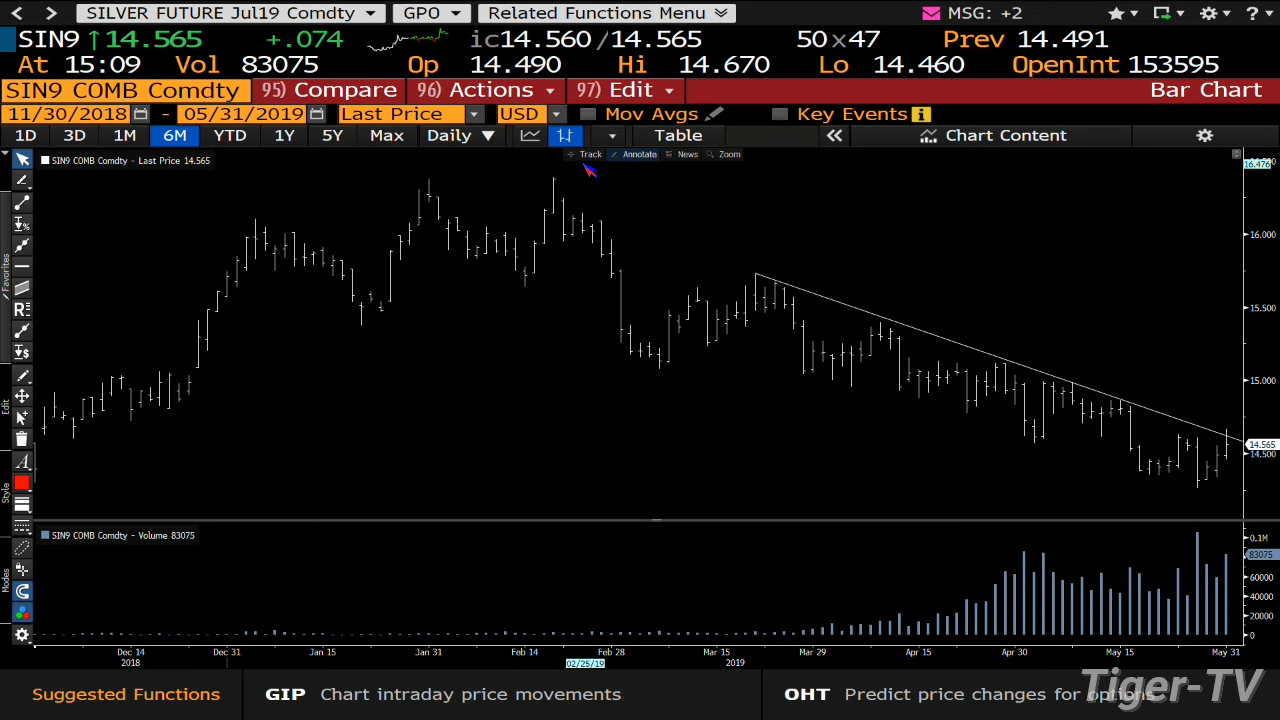 SILVER FUTURE Jul19 Comdty GPO Related Functions Menu MSG: +2
SIN9 ↑14.565 +.074 ic14.560/14.565 50x47 Prev 14.491
At 15:09 Vol 83075 Op 14.490 Hi 14.670 Lo 14.460 OpenInt 153595
SIN9 COMB Comdty 95) Compare 96) Actions 97) Edit Bar Chart
11/30/2018 - 05/31/2019 Last Price USD Mov Avgs Key Events
1D 3D 1M 6M YTD 1Y 5Y Max Daily ▼ Table « Chart Content
Track Annotate News Zoom
SIN9 COMB Comdty - Last Price 14.565
16.476
16.000
15.500
15.000
14.565
14.500
Favorites
Edit
Style
Modes
SIN9 COMB Comdty - Volume 83075
0.1M
83075
60000
40000
20000
0
Dec 14 Dec 31 Jan 15 Jan 31 Feb 14 Feb 28 Mar 15 Mar 29 Apr 15 Apr 30 May 15 May 31
2018 02/25/19 2019
Suggested Functions GIP Chart intraday price movements OHT Predict price changes for options
Tiger-TV